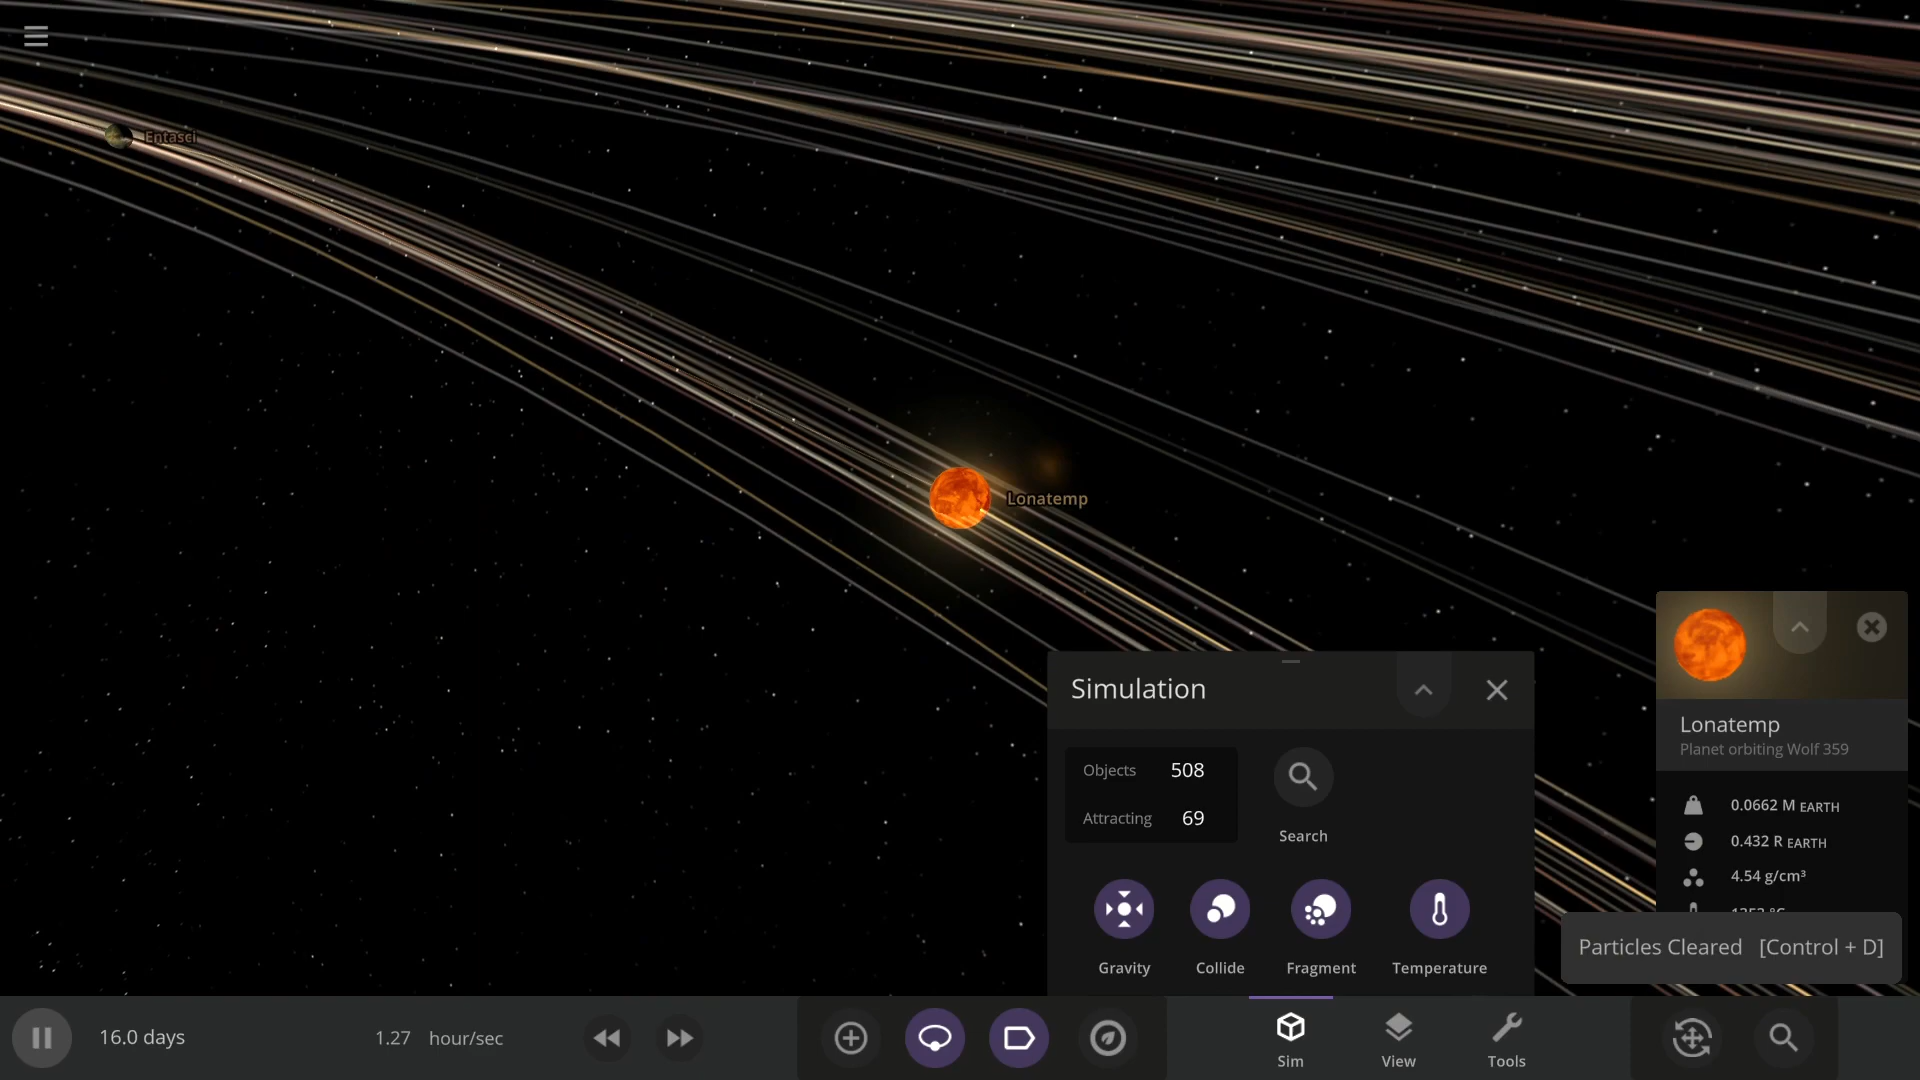 Entasci
Lonatemp
Simulation
Objects 508
Attracting 69
Search
Gravity
Collide
Fragment
Temperature
Lonatemp
Planet orbiting Wolf 359
0.0662 M EARTH
0.432 R EARTH
4.54 g/cm³
Particles Cleared [Control + D]
16.0 days
1.27 hour/sec
Sim
View
Tools